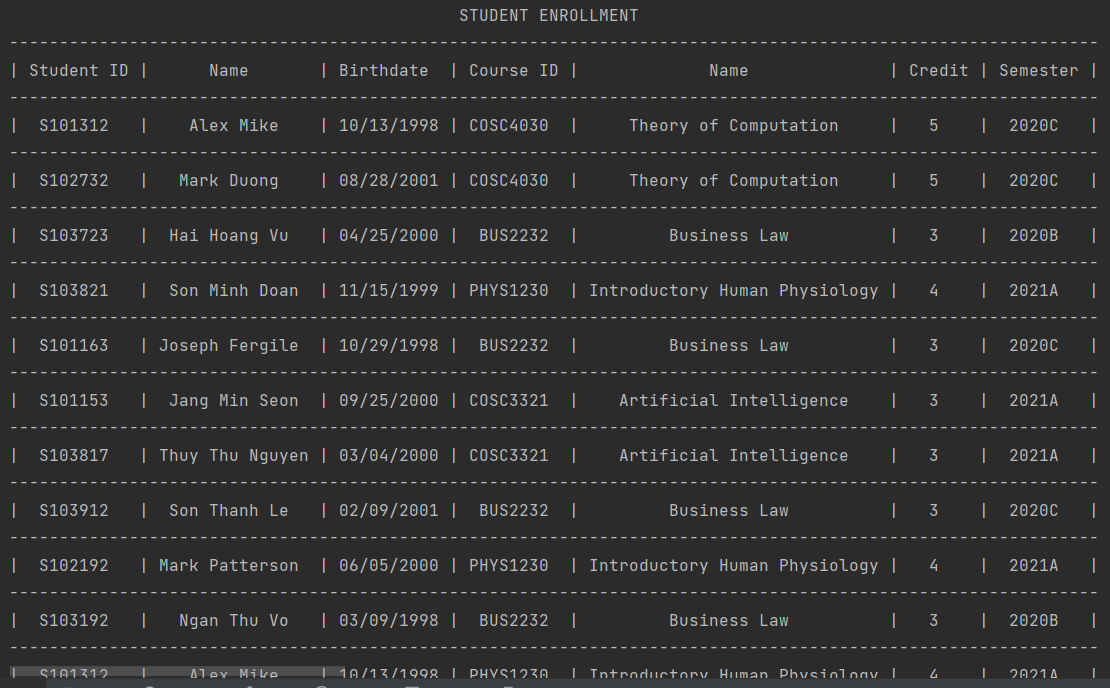 STUDENT ENROLLMENT
-------------------------------------------------------------------------------------------------------------
| Student ID |      Name       | Birthdate  | Course ID |             Name              | Credit | Semester |
-------------------------------------------------------------------------------------------------------------
|  S101312   |    Alex Mike    | 10/13/1998 | COSC4030  |     Theory of Computation     |   5    |  2020C   |
-------------------------------------------------------------------------------------------------------------
|  S102732   |   Mark Duong    | 08/28/2001 | COSC4030  |     Theory of Computation     |   5    |  2020C   |
-------------------------------------------------------------------------------------------------------------
|  S103723   |  Hai Hoang Vu   | 04/25/2000 |  BUS2232  |         Business Law          |   3    |  2020B   |
-------------------------------------------------------------------------------------------------------------
|  S103821   |  Son Minh Doan  | 11/15/1999 | PHYS1230  | Introductory Human Physiology |   4    |  2021A   |
-------------------------------------------------------------------------------------------------------------
|  S101163   | Joseph Fergile  | 10/29/1998 |  BUS2232  |         Business Law          |   3    |  2020C   |
-------------------------------------------------------------------------------------------------------------
|  S101153   |  Jang Min Seon  | 09/25/2000 | COSC3321  |    Artificial Intelligence    |   3    |  2021A   |
-------------------------------------------------------------------------------------------------------------
|  S103817   | Thuy Thu Nguyen | 03/04/2000 | COSC3321  |    Artificial Intelligence    |   3    |  2021A   |
-------------------------------------------------------------------------------------------------------------
|  S103912   |  Son Thanh Le   | 02/09/2001 |  BUS2232  |         Business Law          |   3    |  2020C   |
-------------------------------------------------------------------------------------------------------------
|  S102192   | Mark Patterson  | 06/05/2000 | PHYS1230  | Introductory Human Physiology |   4    |  2021A   |
-------------------------------------------------------------------------------------------------------------
|  S103192   |   Ngan Thu Vo   | 03/09/1998 |  BUS2232  |         Business Law          |   3    |  2020B   |
-------------------------------------------------------------------------------------------------------------
|  S101312   |    Alex Mike    | 10/13/1998 | PHYS1230  | Introductory Human Physiology |   4    |  2021A   |